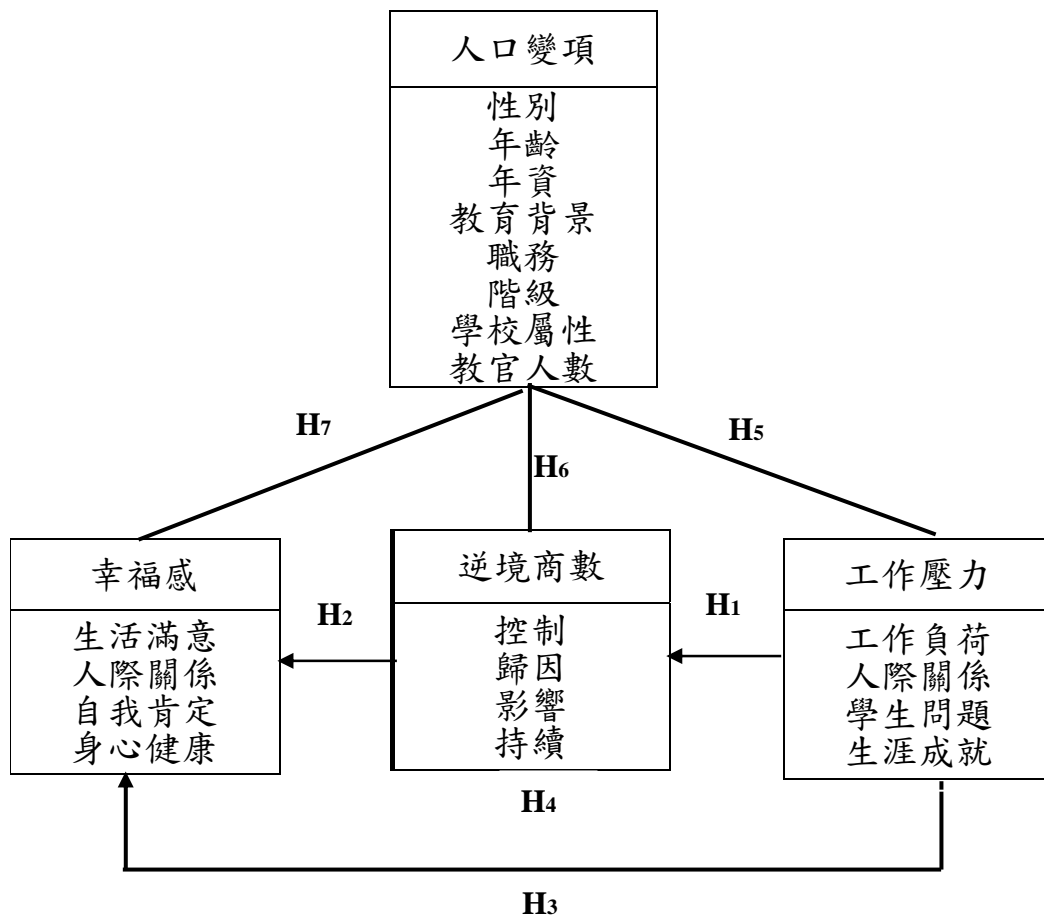 人口變項
性別
年齡
年資
教育背景
職務
階級
學校屬性
教官人數
H7
H6
H5
幸福感
生活滿意
人際關係
自我肯定
身心健康
H2
逆境商數
控制
歸因
影響
持續
H1
工作壓力
工作負荷
人際關係
學生問題
生涯成就
H4
H3